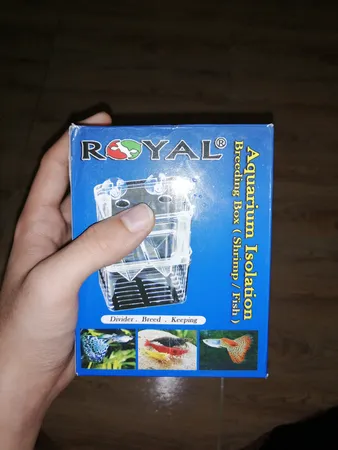 ROYAL®
Aquarium Isolation
Breeding Box ( Shrimp / Fish )
Divider . Breed . Keeping